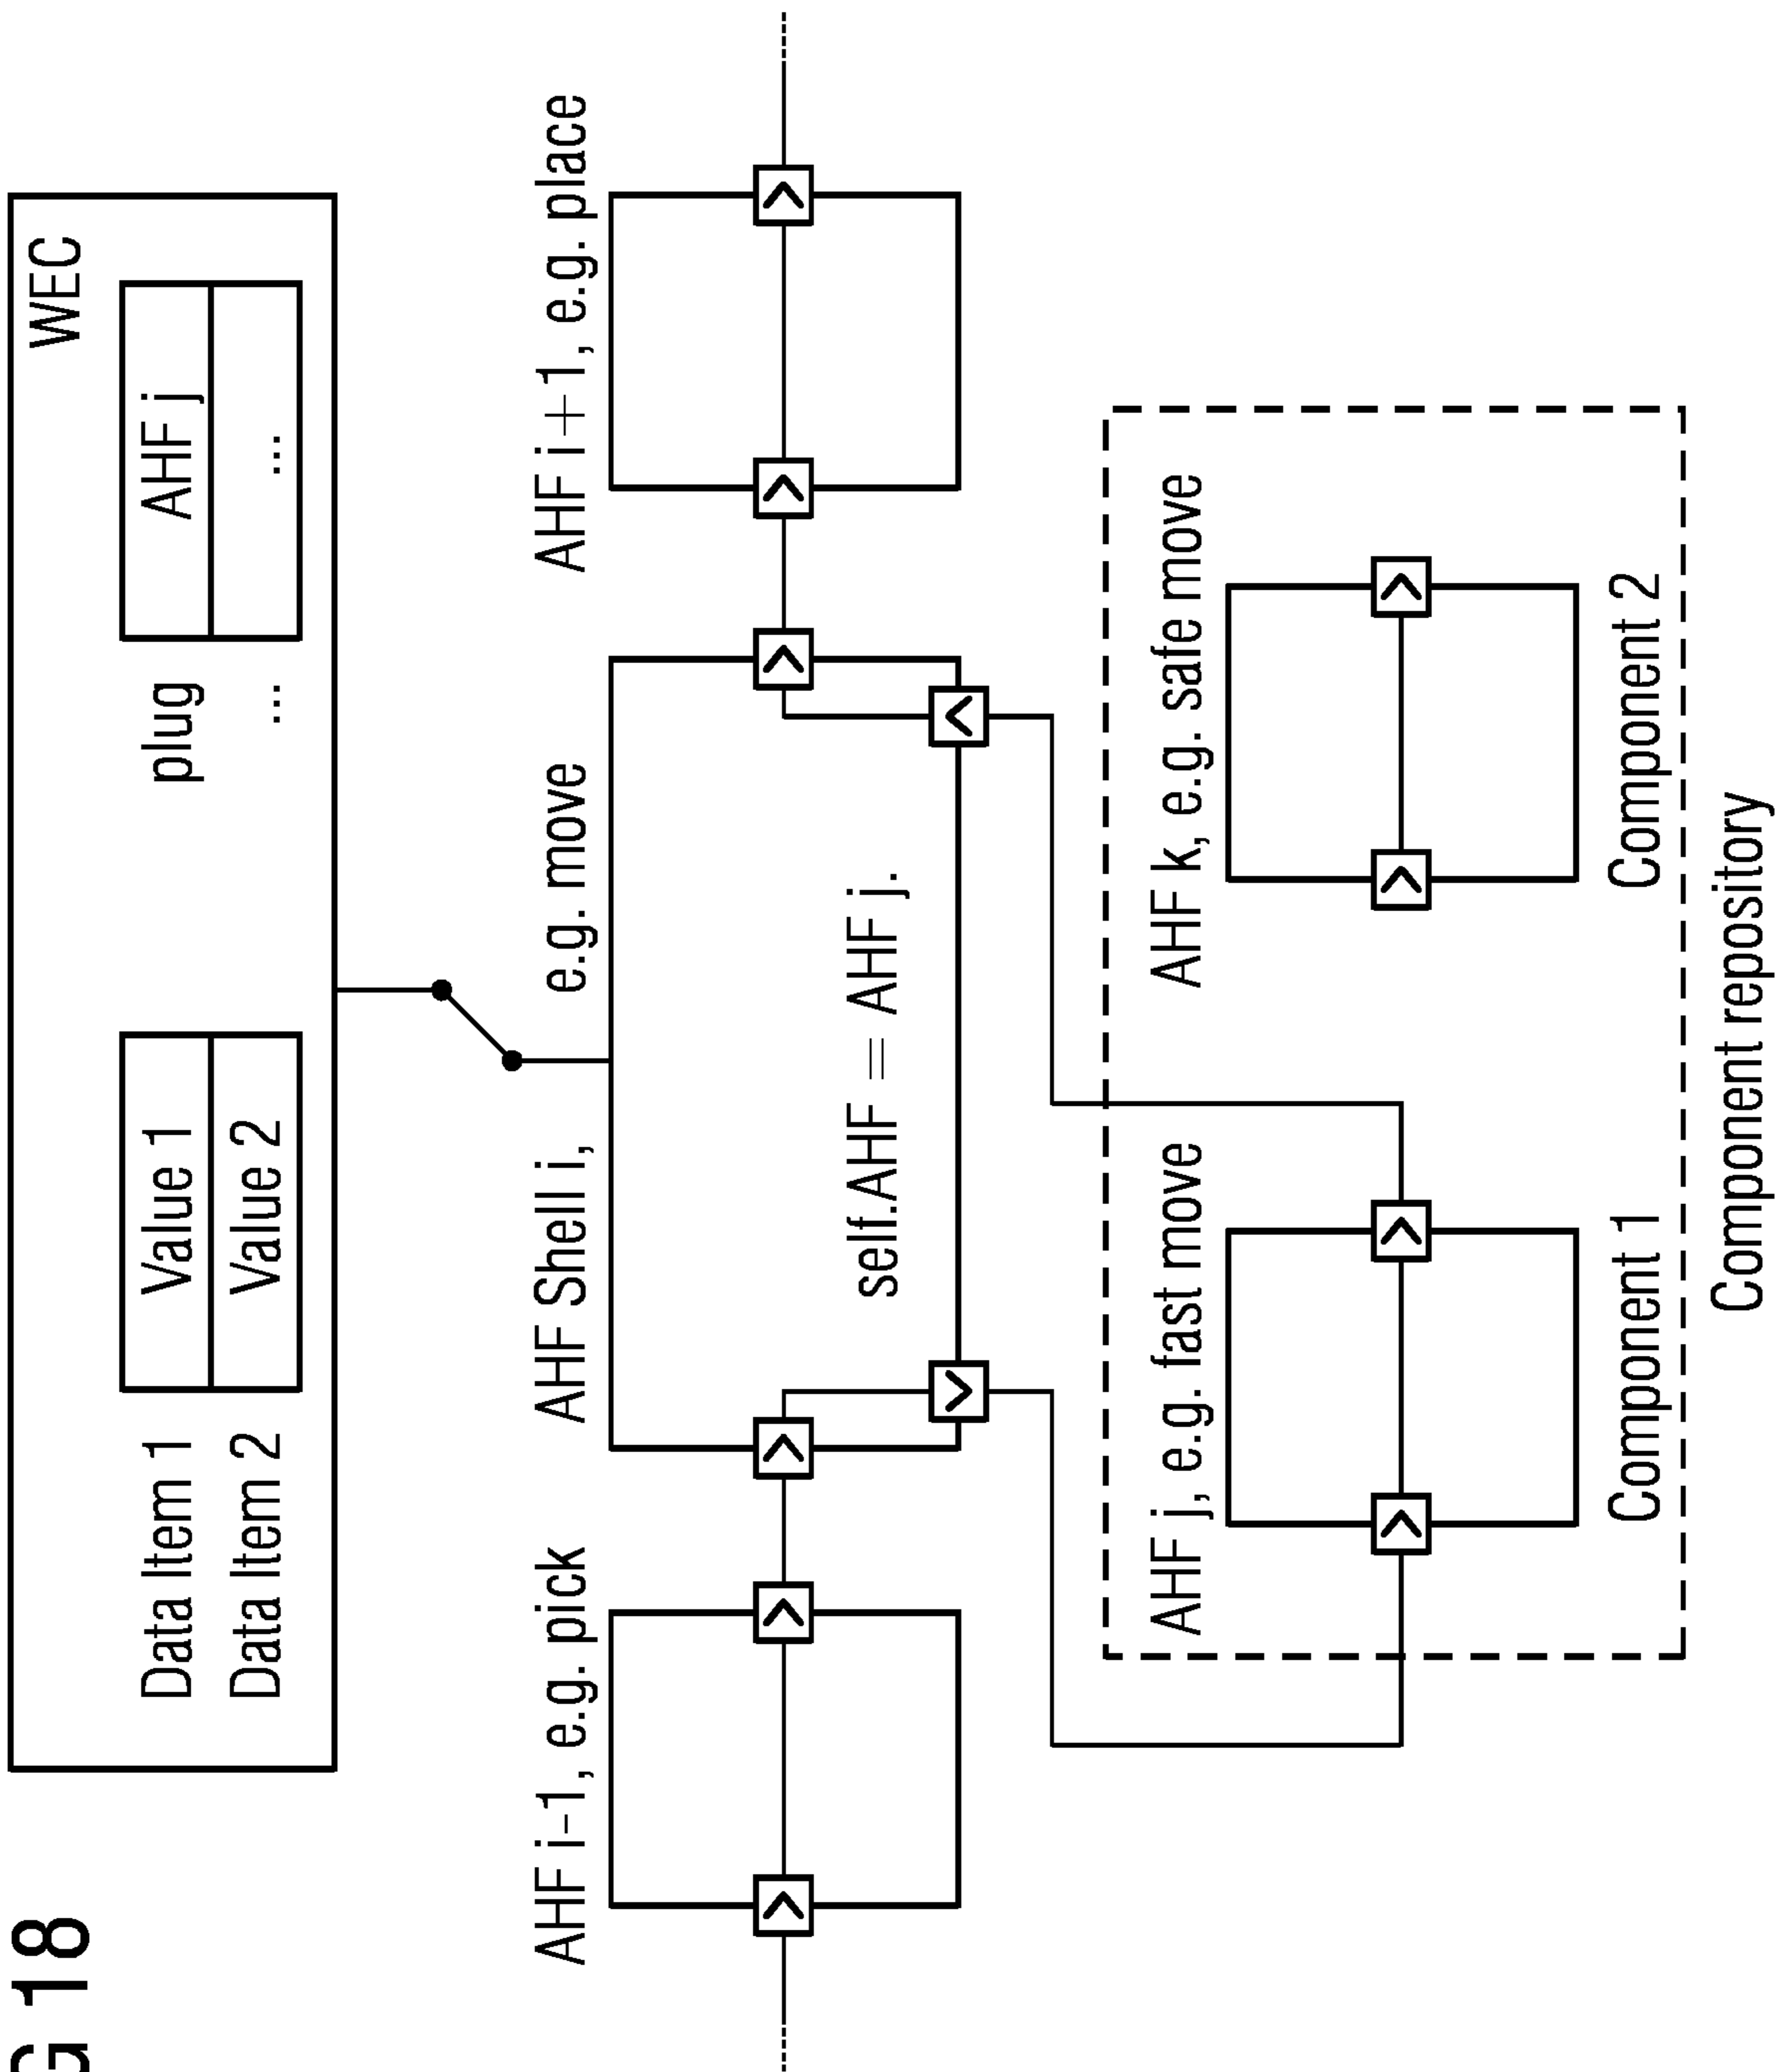 G 18
WEC
Data Item 1 Value 1 plug AHF j
Data Item 2 Value 2 ... ...
AHF i-1, e.g. pick
AHF Shell i, e.g. move
AHF i+1, e.g. place
self.AHF = AHF j.
AHF j, e.g. fast move
AHF k, e.g. safe move
Component 1
Component 2
Component repository